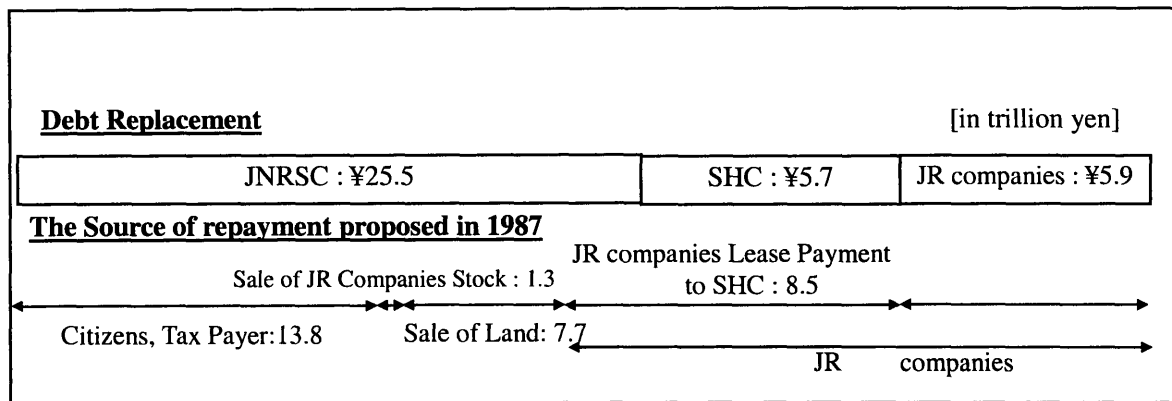 Debt Replacement [in trillion yen]
JNRSC : ¥25.5 SHC : ¥5.7 JR companies : ¥5.9
The Source of repayment proposed in 1987
JR companies Lease Payment
Sale of JR Companies Stock : 1.3 to SHC : 8.5
Citizens, Tax Payer:13.8 Sale of Land: 7.7
JR companies